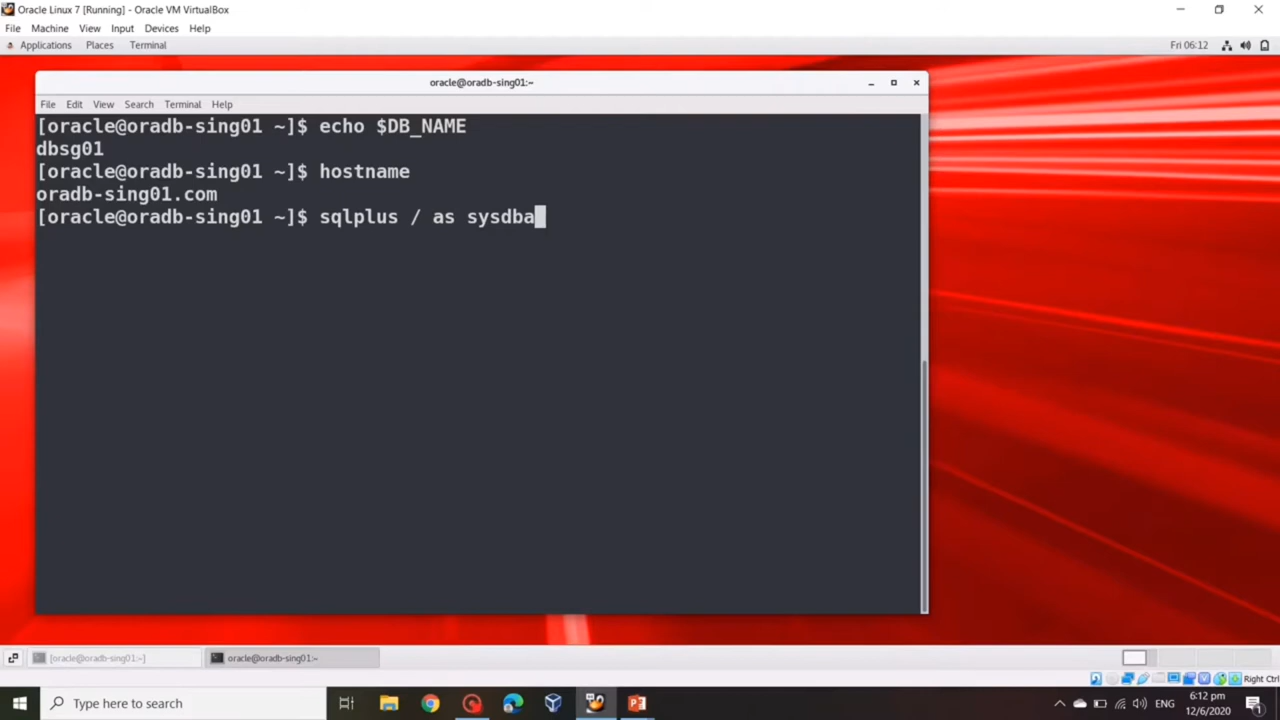 Oracle Linux 7 [Running] - Oracle VM VirtualBox
File Machine View Input Devices Help
Applications Places Terminal Fri 06:12
oracle@oradb-sing01:~
File Edit View Search Terminal Help
[oracle@oradb-sing01 ~]$ echo $DB_NAME
dbsg01
[oracle@oradb-sing01 ~]$ hostname
oradb-sing01.com
[oracle@oradb-sing01 ~]$ sqlplus / as sysdba
[oracle@oradb-sing01:~] oracle@oradb-sing01:~
Right Ctrl
Type here to search
ENG
6:12 pm
12/6/2020
1